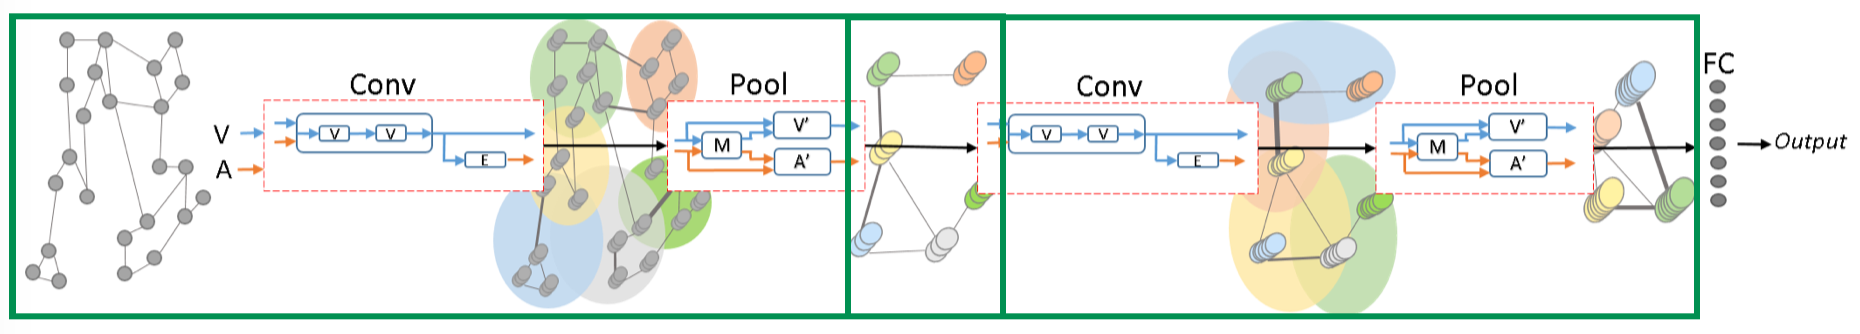 V
A
Conv
V V
E
Pool
M
V'
A'
Conv
V V
E
Pool
M
V'
A'
FC
Output